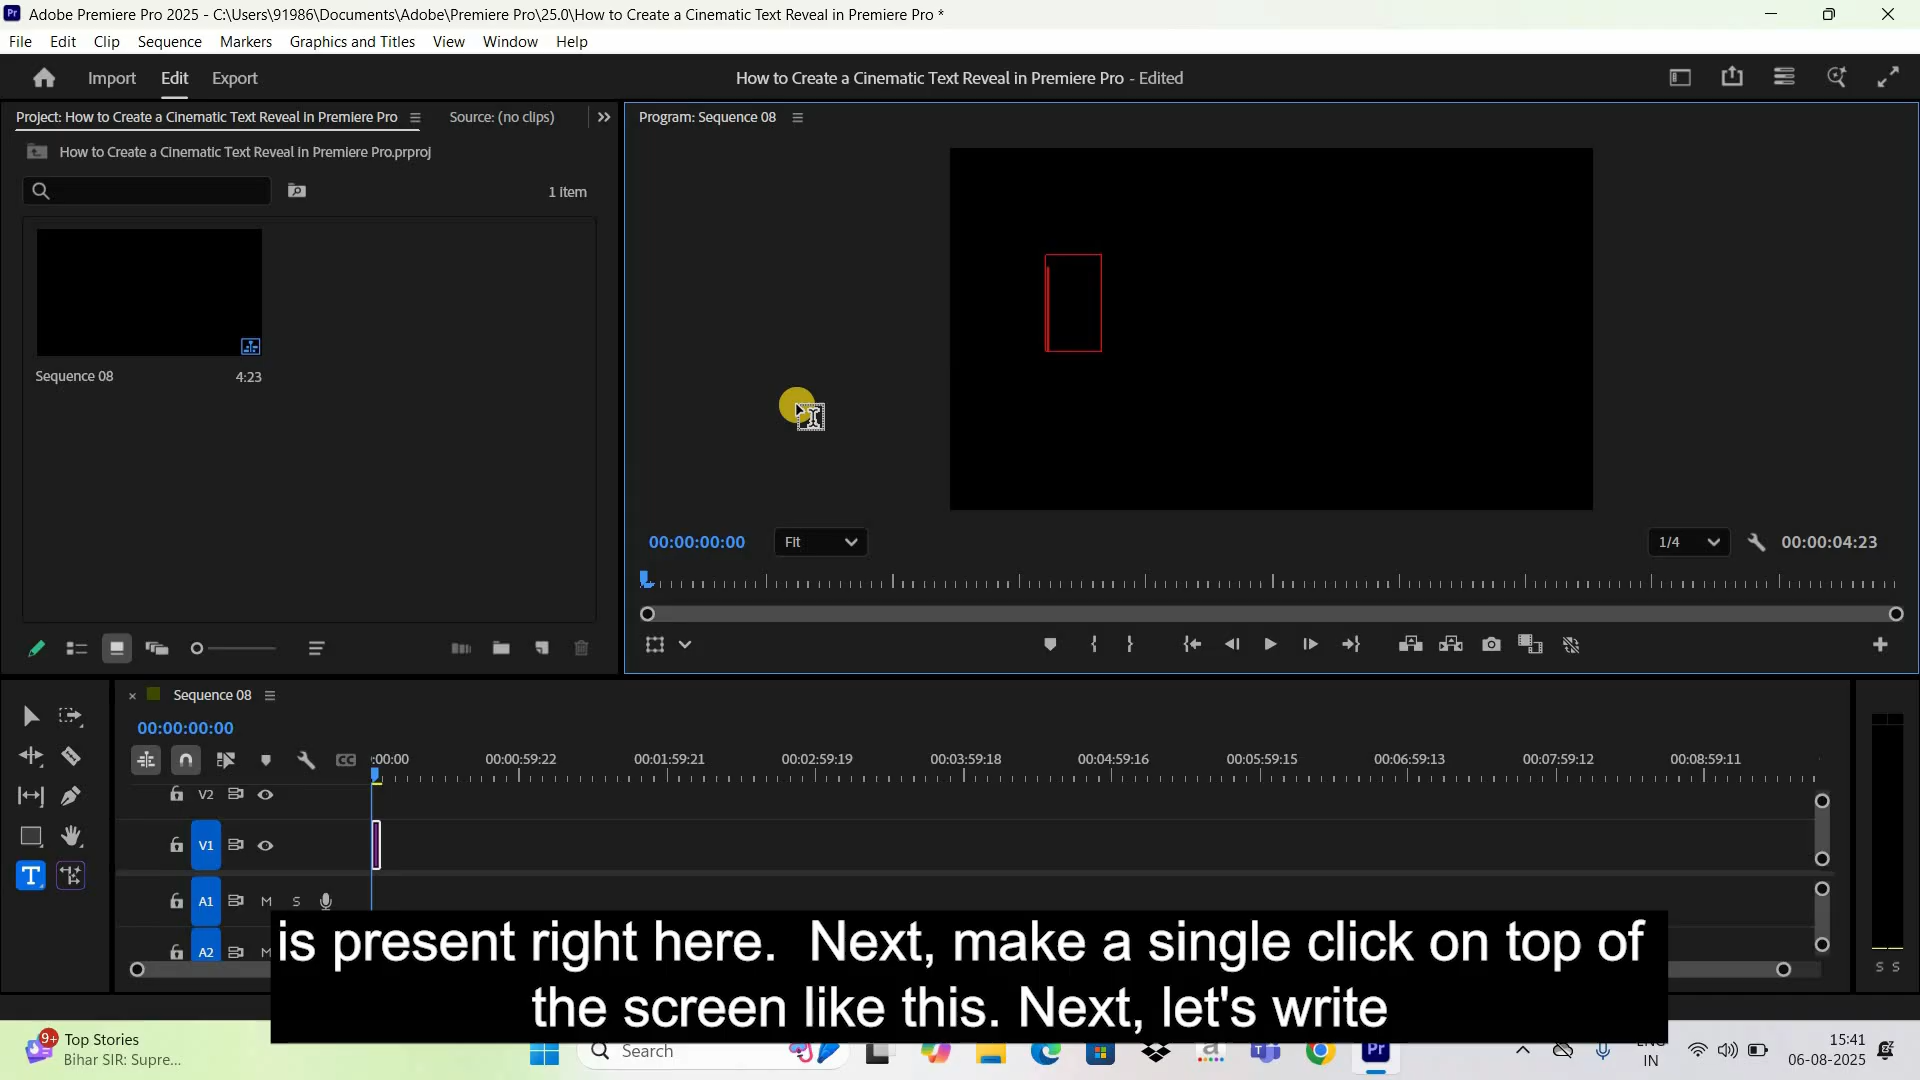 Pr Adobe Premiere Pro 2025 - C:\Users\91986\Documents\Adobe\Premiere Pro\25.0\How to Create a Cinematic Text Reveal in Premiere Pro *
File Edit Clip Sequence Markers Graphics and Titles View Window Help
Import Edit Export How to Create a Cinematic Text Reveal in Premiere Pro - Edited
Project: How to Create a Cinematic Text Reveal in Premiere Pro Source: (no clips) Program: Sequence 08
How to Create a Cinematic Text Reveal in Premiere Pro.prproj
1 item
Sequence 08 4:23
00:00:00:00 Fit 1/4 00:00:04:23
Sequence 08
00:00:00:00
CC :00:00 00:00:59:22 00:01:59:21 00:02:59:19 00:03:59:18 00:04:59:16 00:05:59:15 00:06:59:13 00:07:59:12 00:08:59:11
V2
V1
T
A1 M S
A2 M
S S
is present right here. Next, make a single click on top of
the screen like this. Next, let's write
9+ Top Stories
Bihar SIR: Supre...
Search
a
Pr
ENG
IN
15:41
06-08-2025